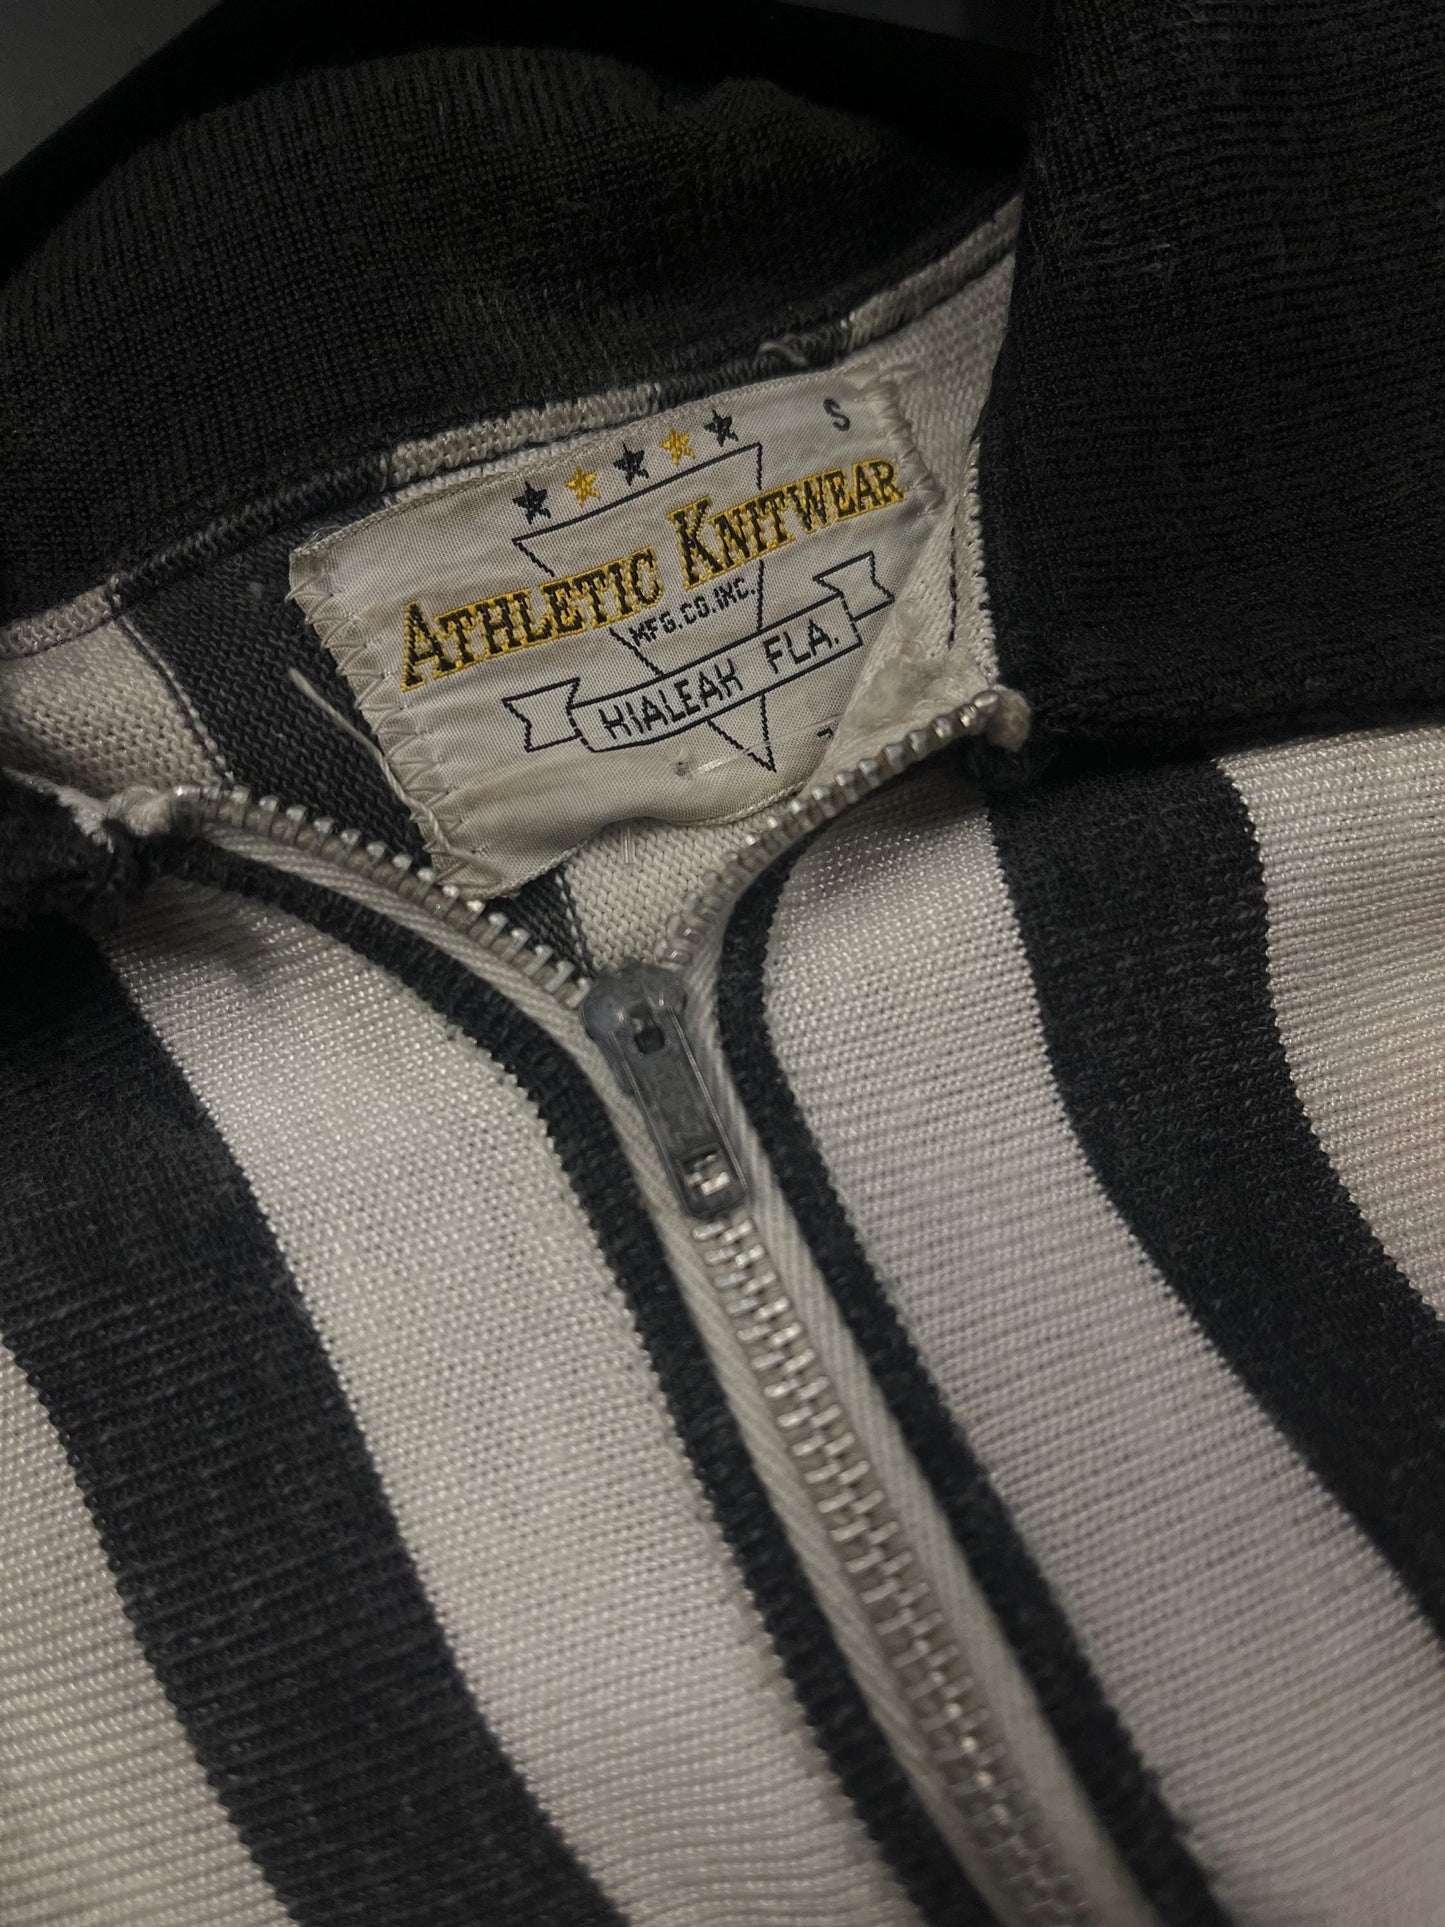 S
ATHLETIC KNITWEAR
MFG. CO. INC.
HIALEAH FLA.